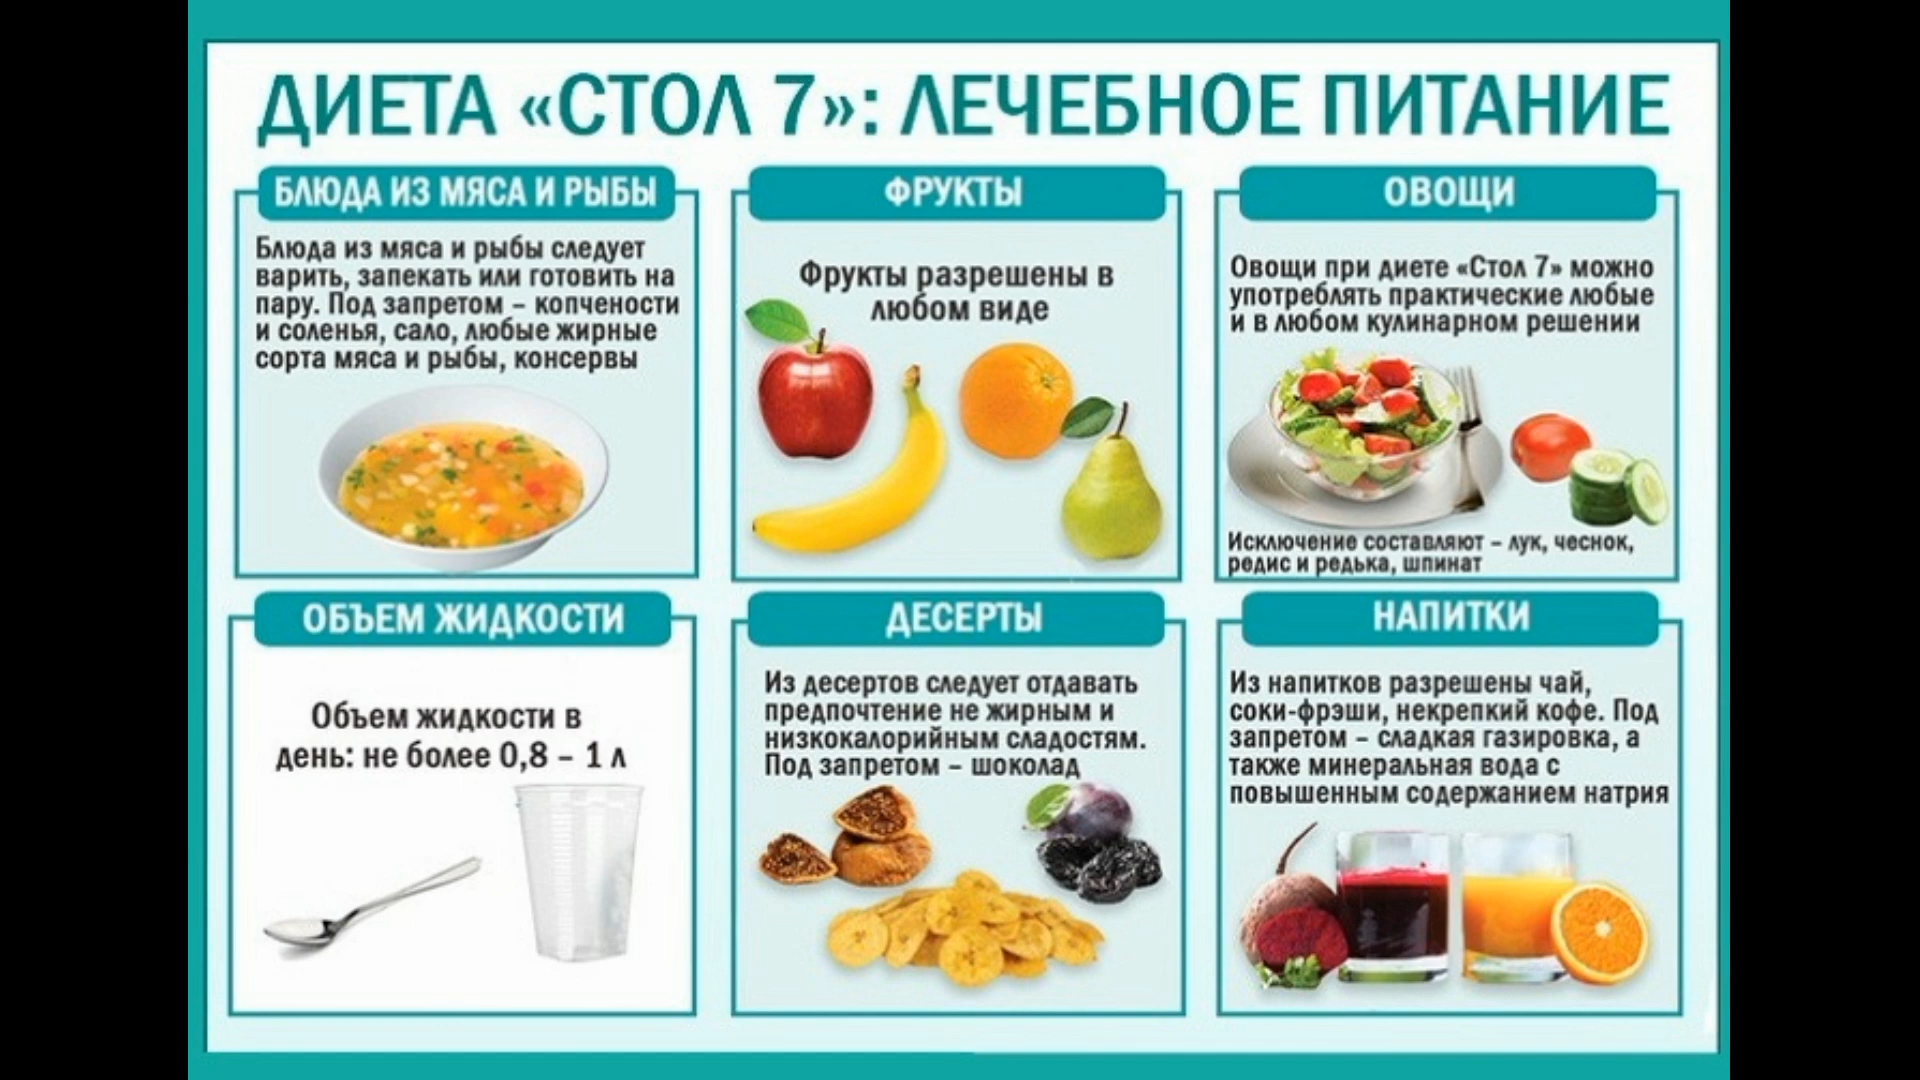 ДИЕТА «СТОЛ 7»: ЛЕЧЕБНОЕ ПИТАНИЕ
БЛЮДА ИЗ МЯСА И РЫБЫ
Блюда из мяса и рыбы следует
варить, запекать или готовить на
пару. Под запретом – копчености
и соленья, сало, любые жирные
сорта мяса и рыбы, консервы
ФРУКТЫ
Фрукты разрешены в
любом виде
ОВОЩИ
Овощи при диете «Стол 7» можно
употреблять практические любые
и в любом кулинарном решении
Исключение составляют – лук, чеснок,
редис и редька, шпинат
ОБЪЕМ ЖИДКОСТИ
Объем жидкости в
день: не более 0,8 – 1 л
ДЕСЕРТЫ
Из десертов следует отдавать
предпочтение не жирным и
низкокалорийным сладостям.
Под запретом – шоколад
НАПИТКИ
Из напитков разрешены чай,
соки-фрэши, некрепкий кофе. Под
запретом – сладкая газировка, а
также минеральная вода с
повышенным содержанием натрия